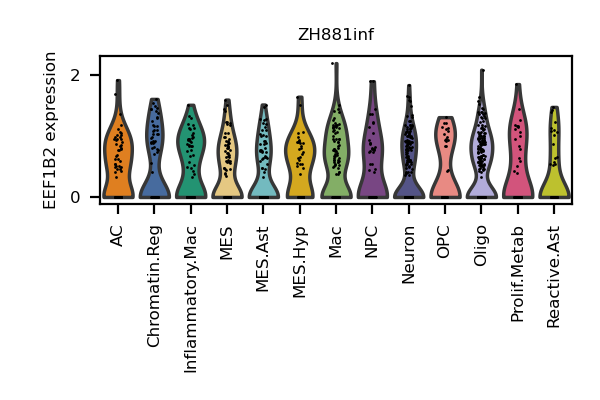 ZH881inf
EEF1B2 expression
2
0
AC
Chromatin.Reg
Inflammatory.Mac
MES
MES.Ast
MES.Hyp
Mac
NPC
Neuron
OPC
Oligo
Prolif.Metab
Reactive.Ast